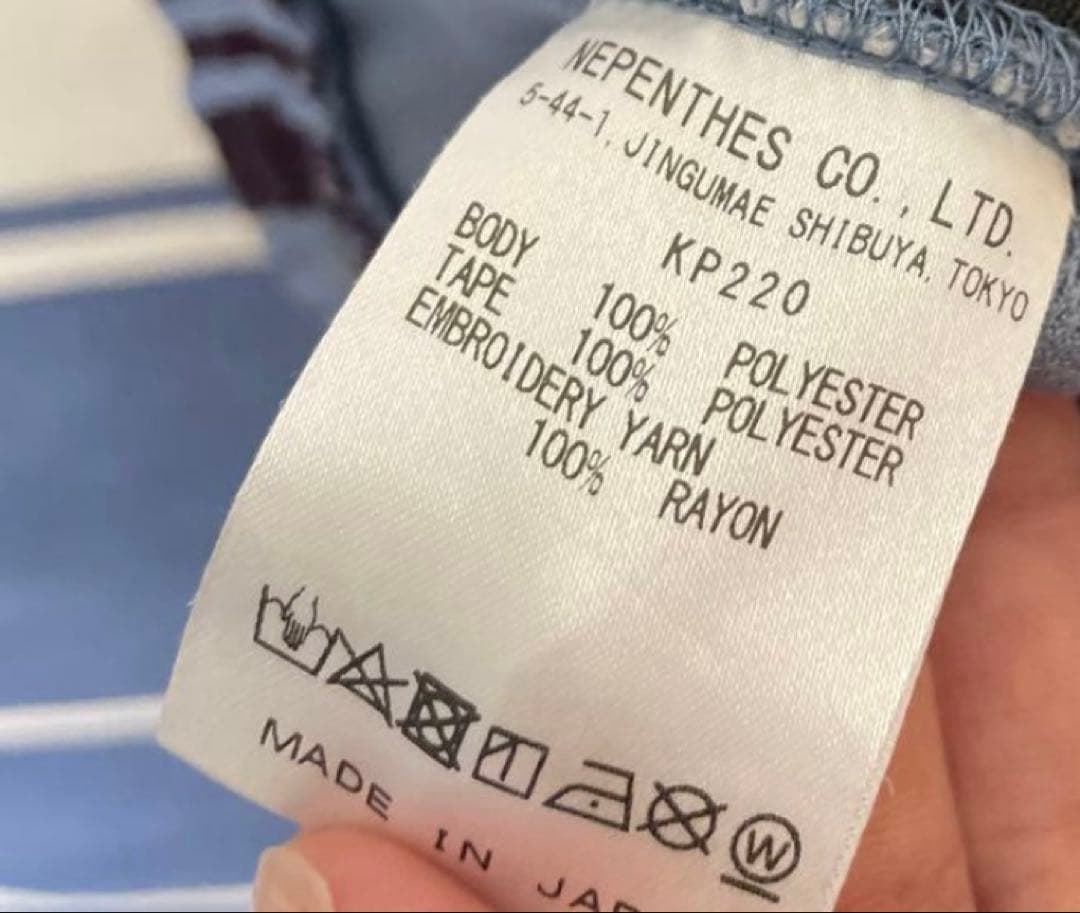 NEPENTHES CO., LTD.
5-44-1, JINGUMAE SHIBUYA, TOKYO
KP220
BODY 100% POLYESTER
TAPE 100% POLYESTER
EMBROIDERY YARN
100% RAYON
W
MADE IN